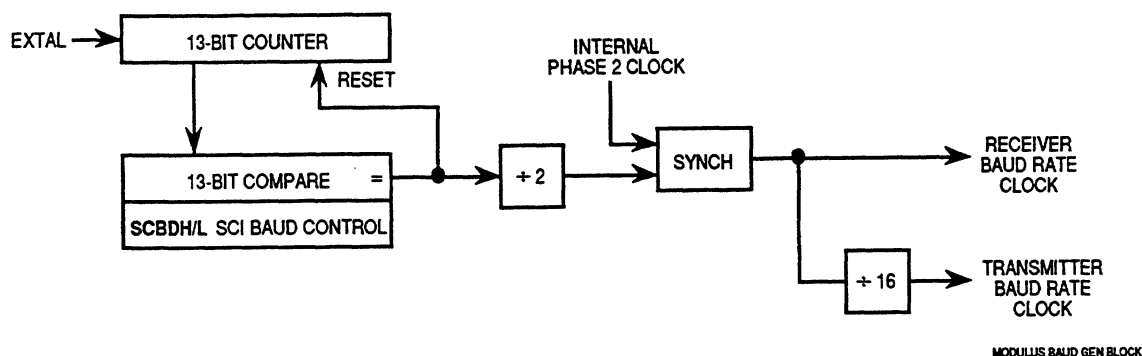 EXTAL
13-BIT COUNTER
RESET
INTERNAL
PHASE 2 CLOCK
13-BIT COMPARE =
SCBDH/L SCI BAUD CONTROL
÷ 2
SYNCH
RECEIVER
BAUD RATE
CLOCK
÷ 16
TRANSMITTER
BAUD RATE
CLOCK
MODULUS BAUD GEN BLOCK